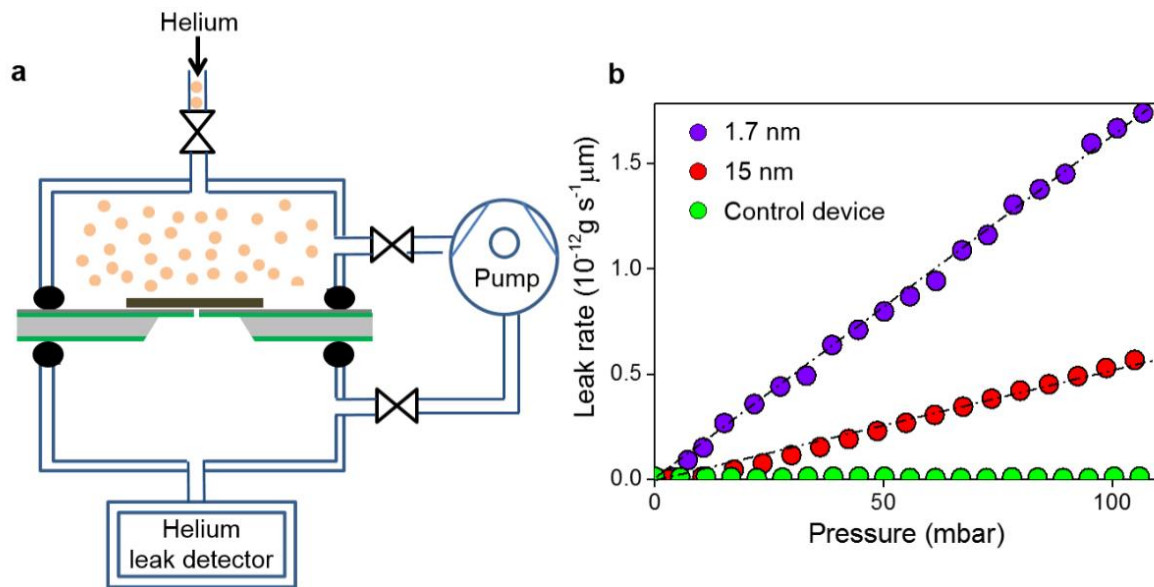 Helium
a
Pump
Helium
leak detector
b
1.7 nm
15 nm
Control device
Leak rate (10⁻¹²g s⁻¹μm)
1.5
1.0
0.5
0.0
0
50
100
Pressure (mbar)